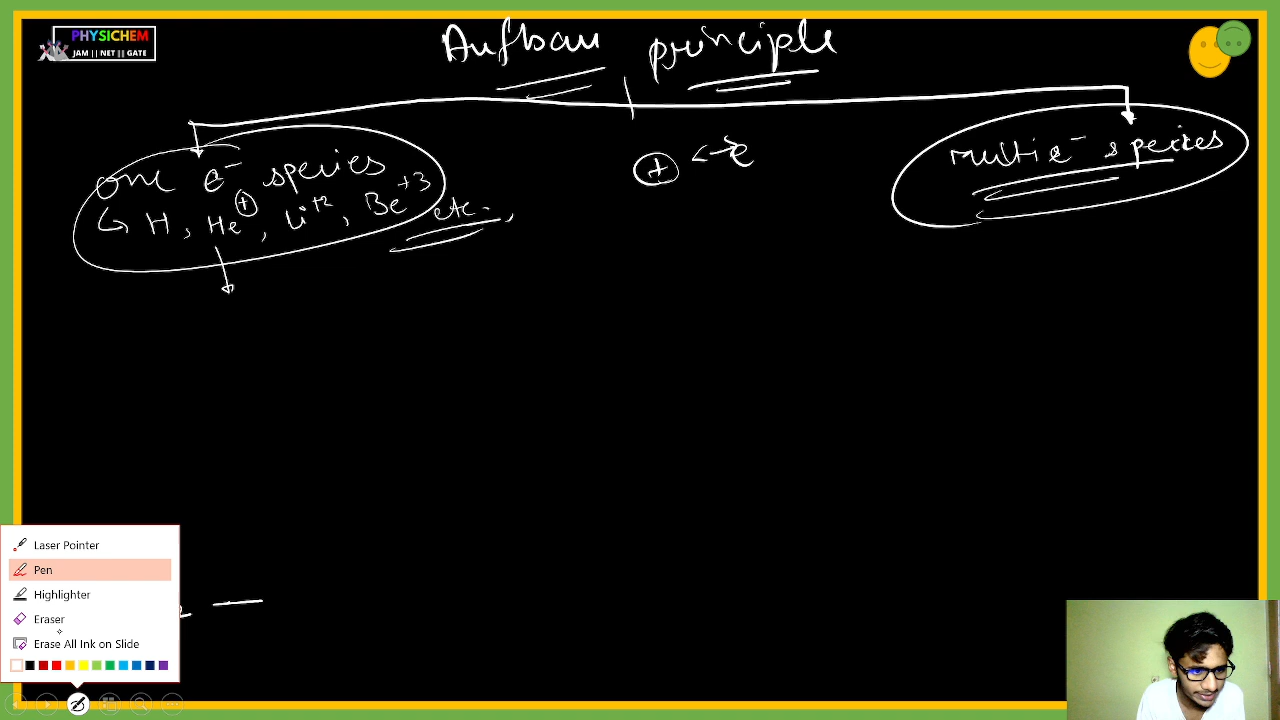 PHYSICHEM
JAM || NET || GATE
Aufbau principle
one e⁻ species
↳ H, He⁺, Li⁺², Be⁺³ etc.,
+ ↔ e
multi e⁻ species
Laser Pointer
Pen
Highlighter
Eraser
Erase All Ink on Slide